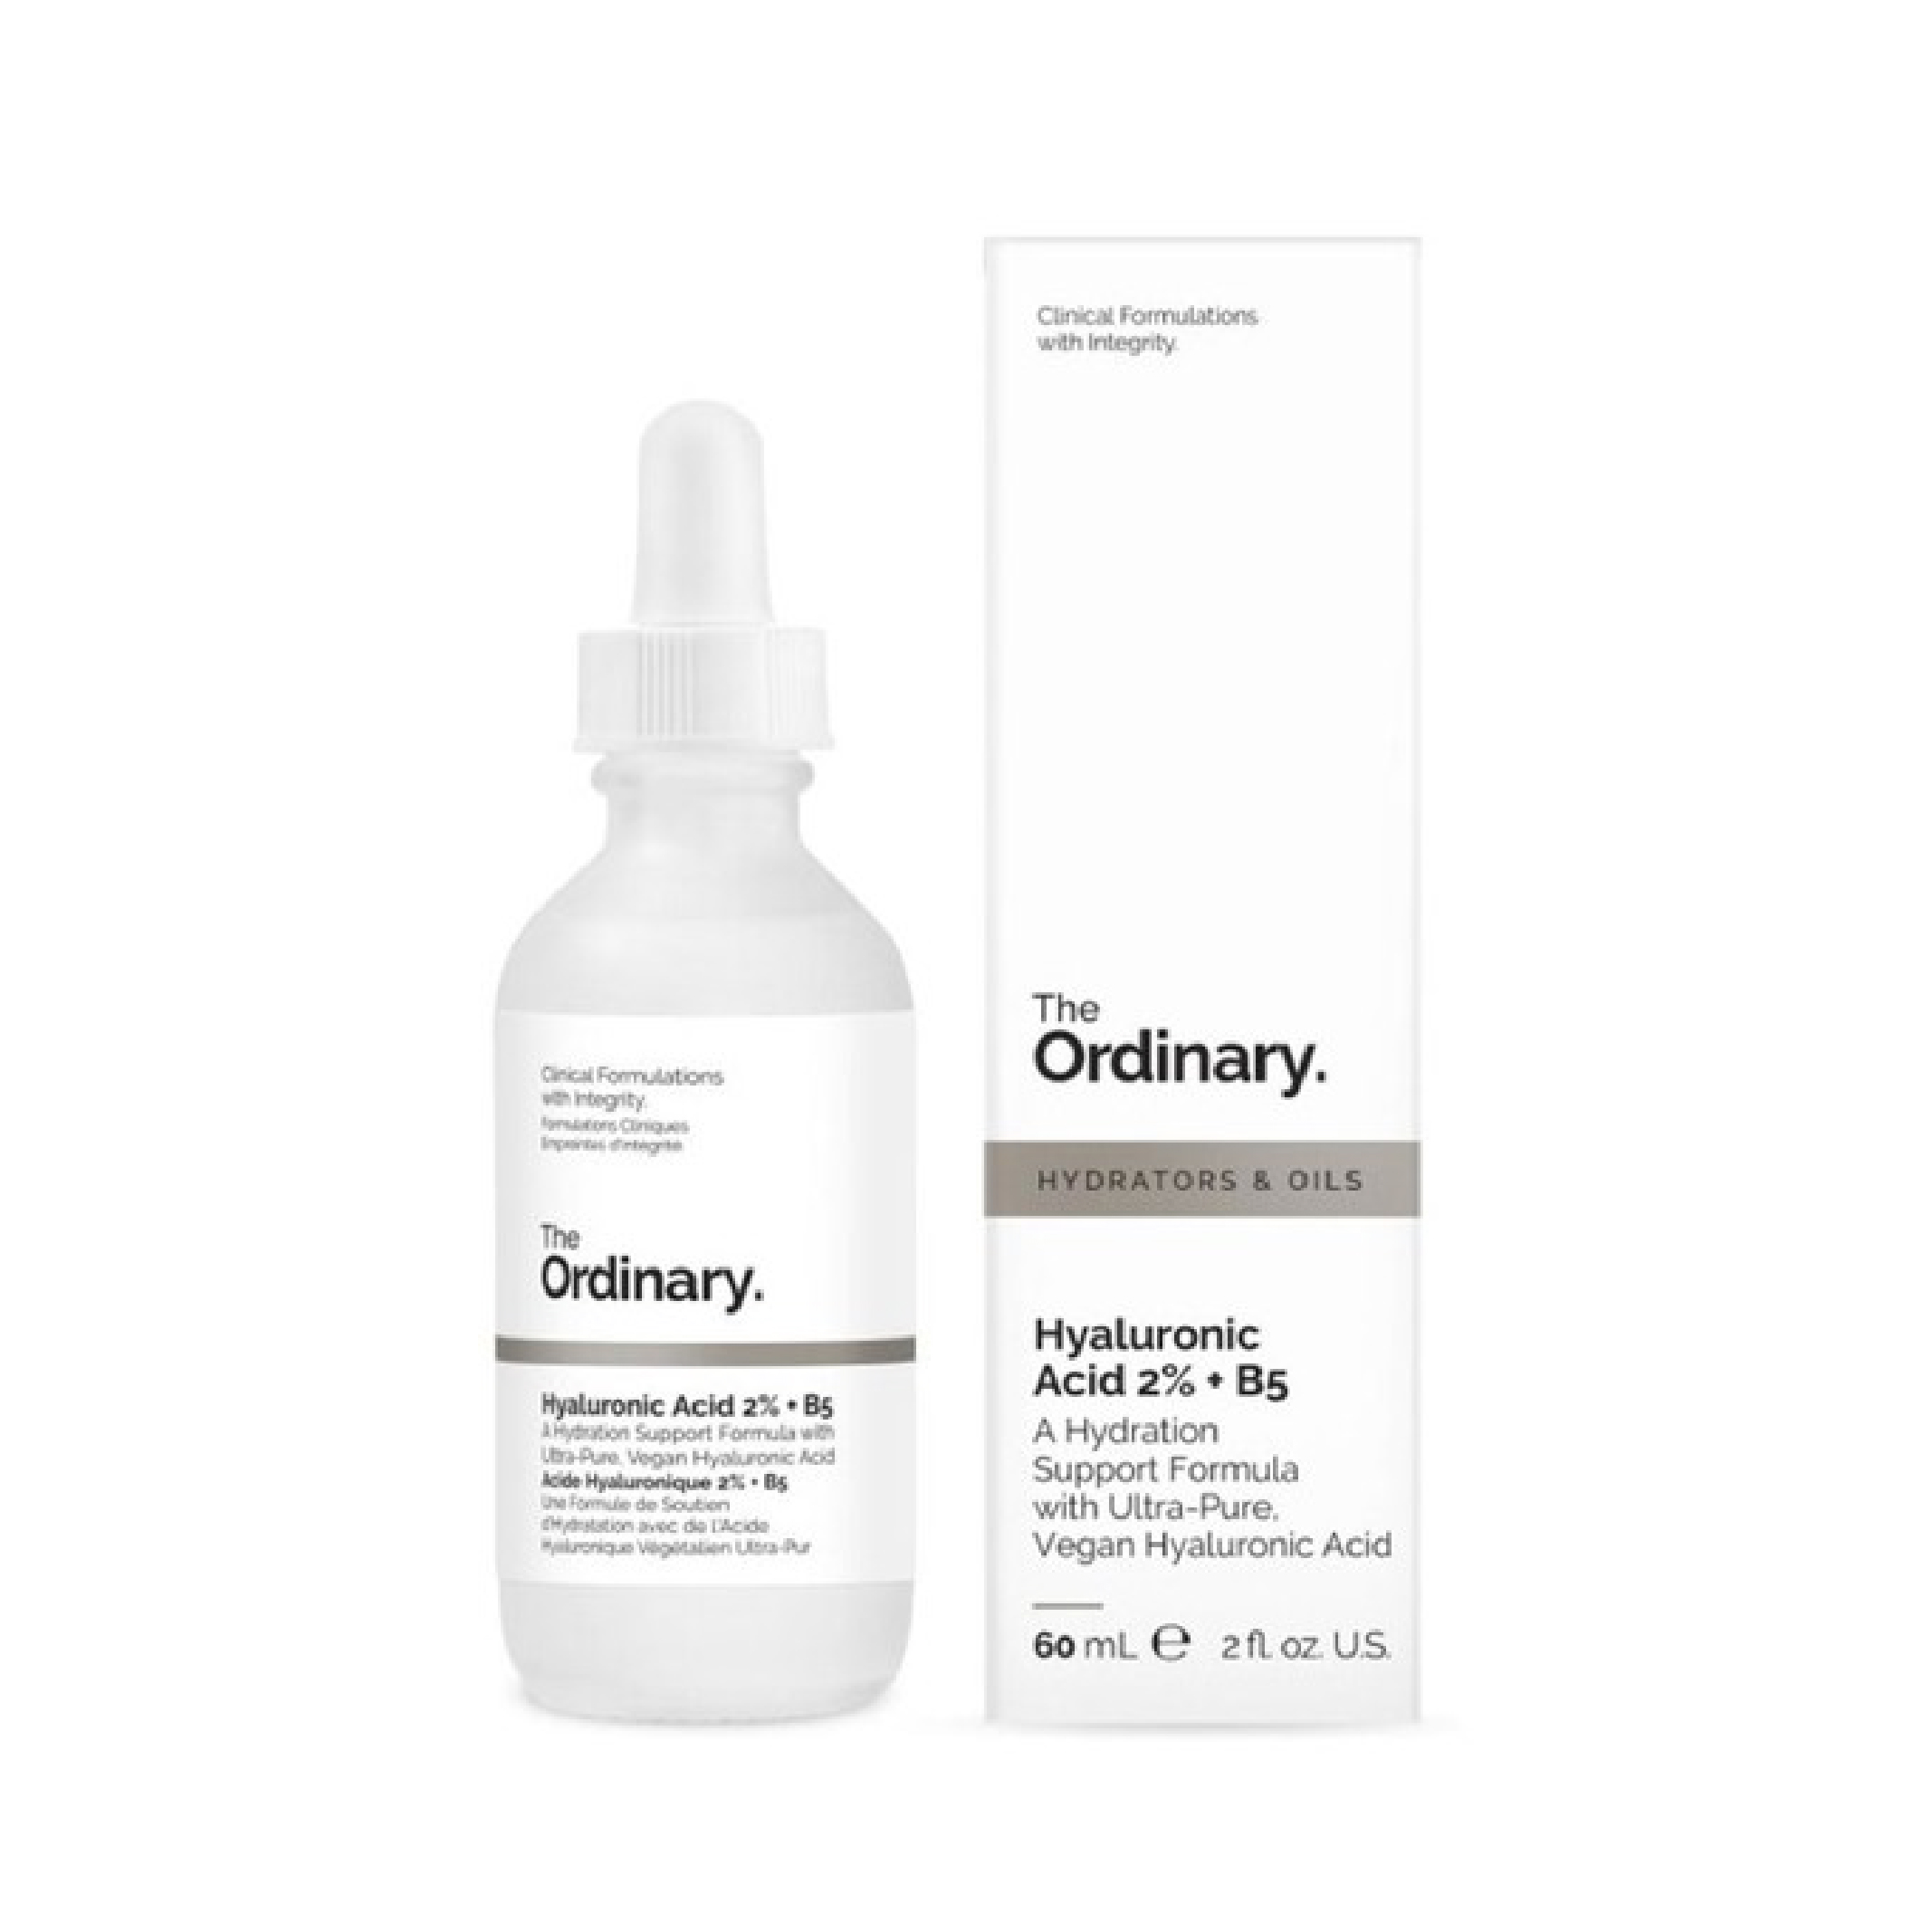 Clinical Formulations
with Integrity.
Formulations Cliniques
Empreintes d'intégrité
The
Ordinary.
Hyaluronic Acid 2% + B5
A Hydration Support Formula with
Ultra-Pure, Vegan Hyaluronic Acid
Acide Hyaluronique 2% + B5
Une Formule de Soutien
d'Hydratation avec de l'Acide
Hyaluronique Végétalien Ultra-Pur
Clinical Formulations
with Integrity.
The
Ordinary.
HYDRATORS & OILS
Hyaluronic
Acid 2% + B5
A Hydration
Support Formula
with Ultra-Pure,
Vegan Hyaluronic Acid
60 mL ℮ 2 fl. oz. U.S.